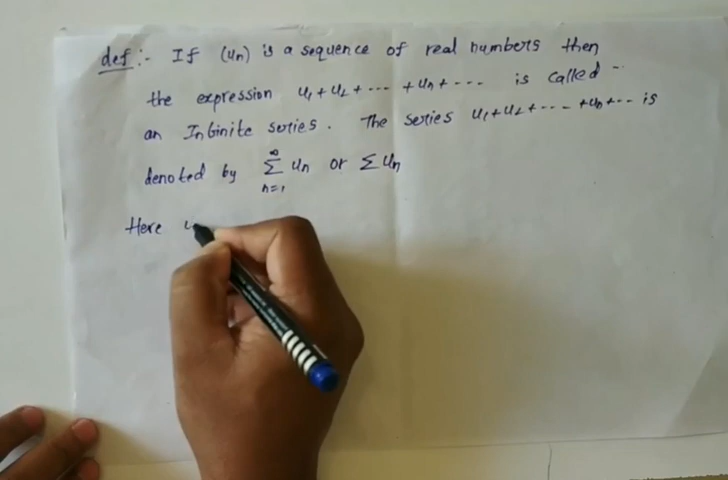 def:- If (un) is a sequence of real numbers then
the expression u1 + u2 + --- + un + --- is called -
an Infinite series. The series u1 + u2 + --- + un + --- is
denoted by ∞ Σ n=1 un or Σ un
Here u